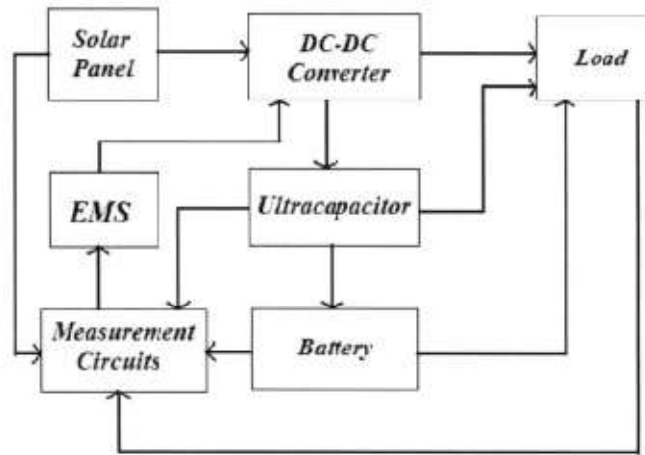 Solar
Panel
DC-DC
Converter
Load
EMS
Ultracapacitor
Measurement
Circuits
Battery